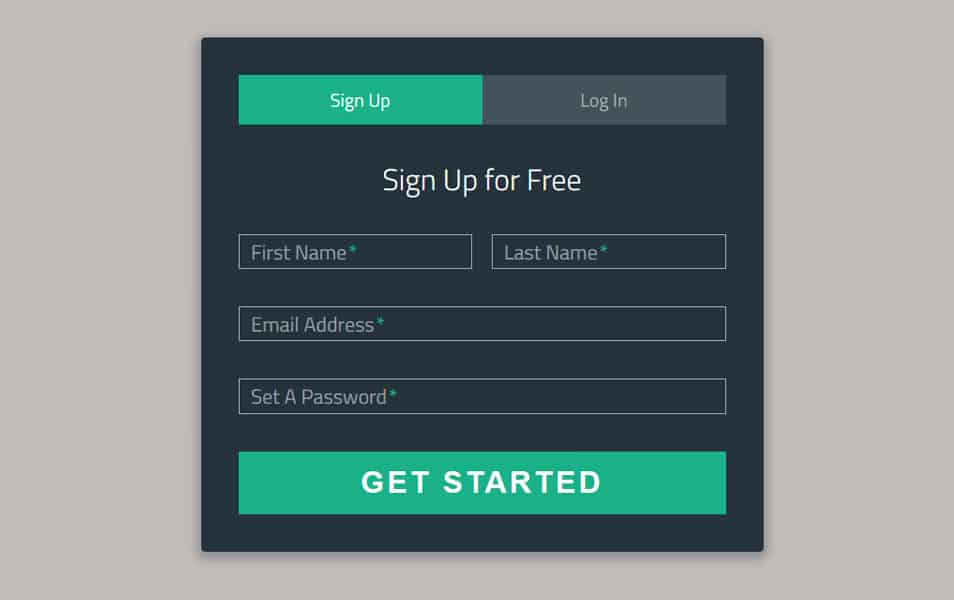 Sign Up Log In
Sign Up for Free
First Name* Last Name*
Email Address*
Set A Password*
GET STARTED